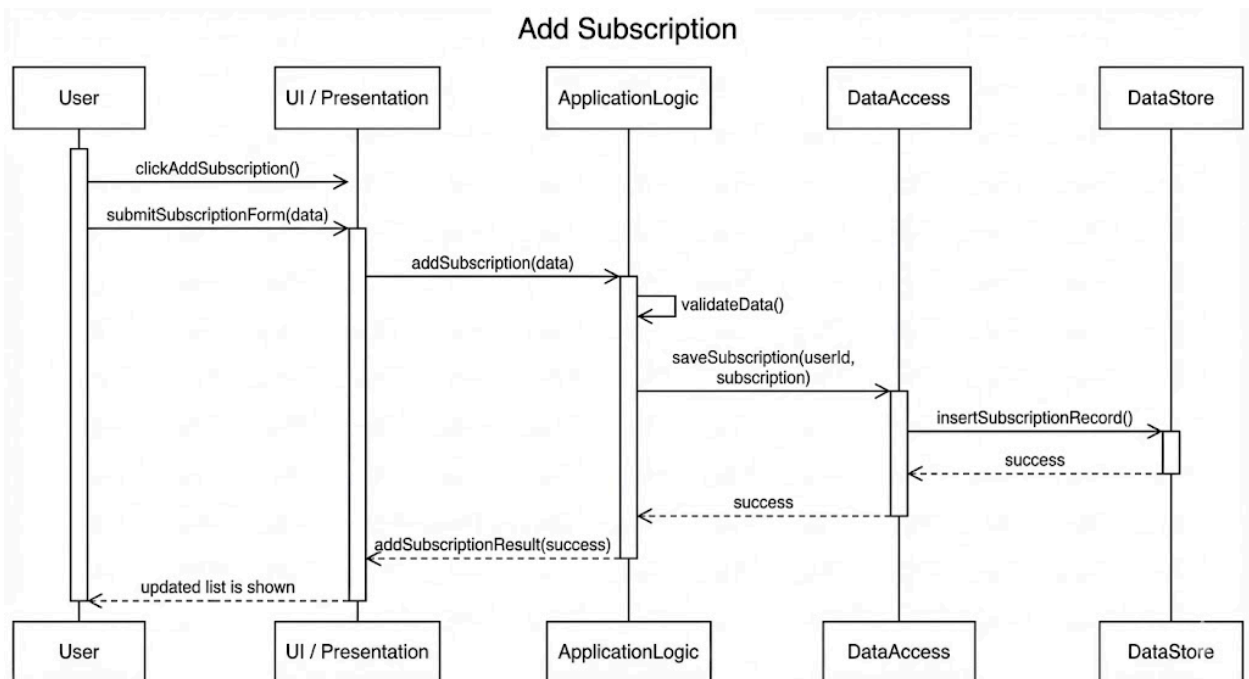 Add Subscription
User
UI / Presentation
ApplicationLogic
DataAccess
DataStore
clickAddSubscription()
submitSubscriptionForm(data)
addSubscription(data)
validateData()
saveSubscription(userId,
subscription)
insertSubscriptionRecord()
success
success
addSubscriptionResult(success)
updated list is shown
User
UI / Presentation
ApplicationLogic
DataAccess
DataStore